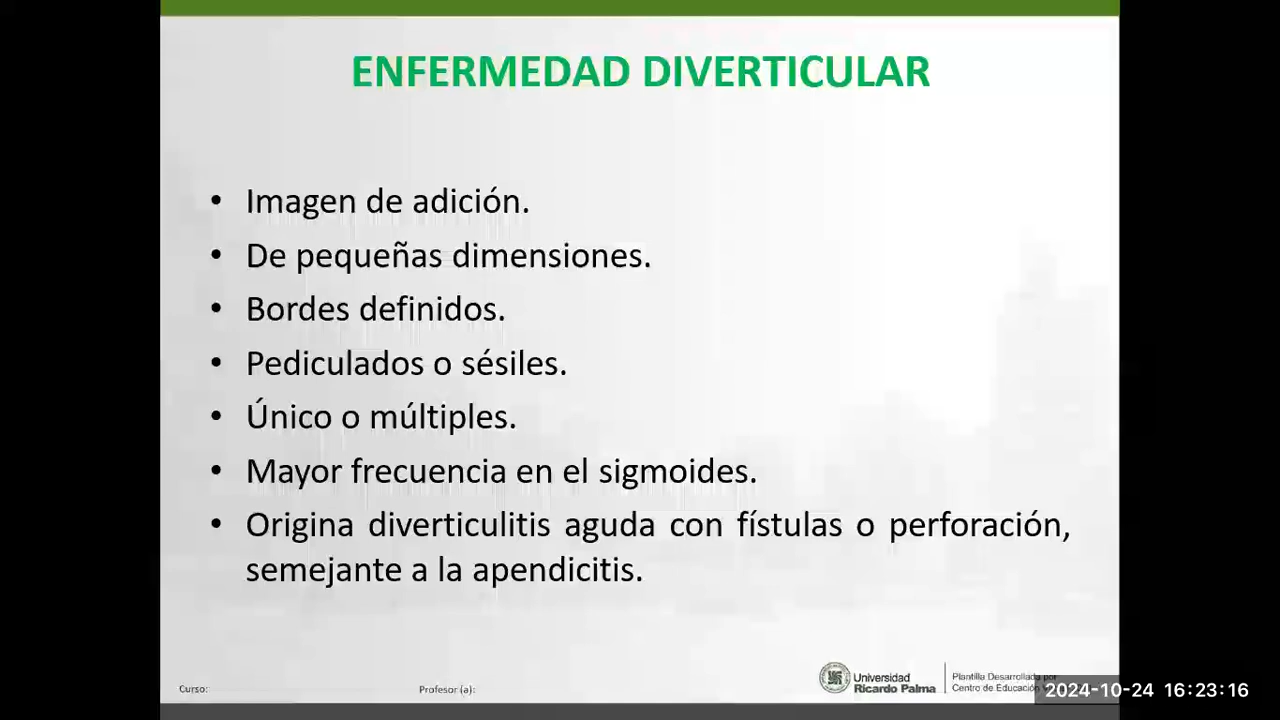 ENFERMEDAD DIVERTICULAR
• Imagen de adición.
• De pequeñas dimensiones.
• Bordes definidos.
• Pediculados o sésiles.
• Único o múltiples.
• Mayor frecuencia en el sigmoides.
• Origina diverticulitis aguda con fístulas o perforación,
semejante a la apendicitis.
Curso:
Profesor (a):
Universidad
Ricardo Palma
Plantilla Desarrollada por
Centro de Educación
2024-10-24 16:23:16